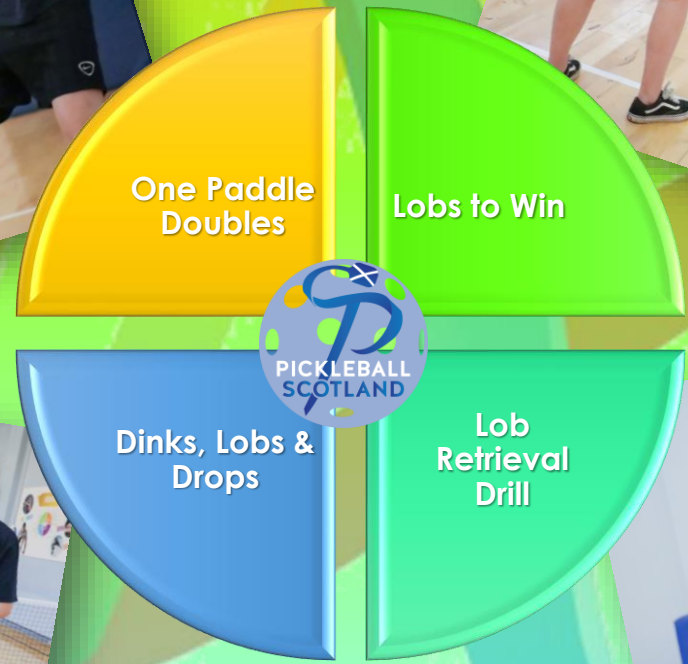 One Paddle
Doubles
Lobs to Win
PICKLEBALL
SCOTLAND
Dinks, Lobs &
Drops
Lob
Retrieval
Drill